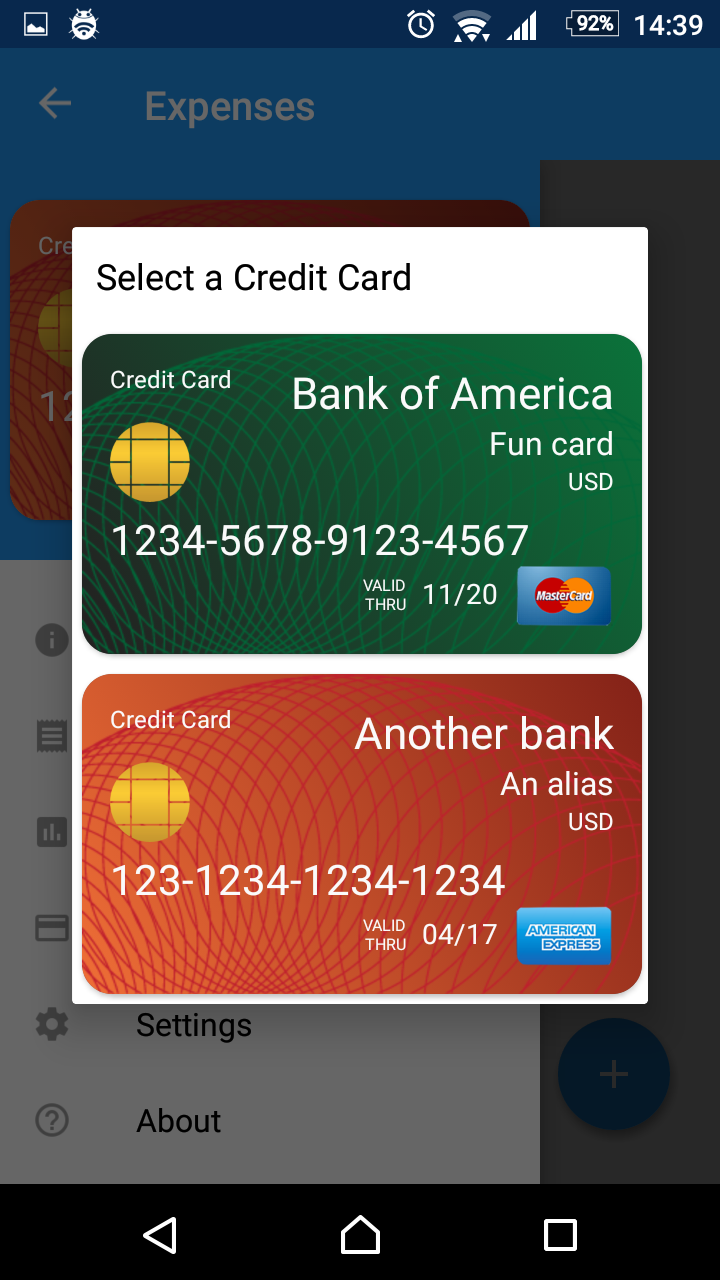 92% 14:39
Expenses
Cre
12
Select a Credit Card
Credit Card
Bank of America
Fun card
USD
1234-5678-9123-4567
VALID
THRU
11/20
MasterCard
Credit Card
Another bank
An alias
USD
123-1234-1234-1234
VALID
THRU
04/17
AMERICAN
EXPRESS
Settings
About